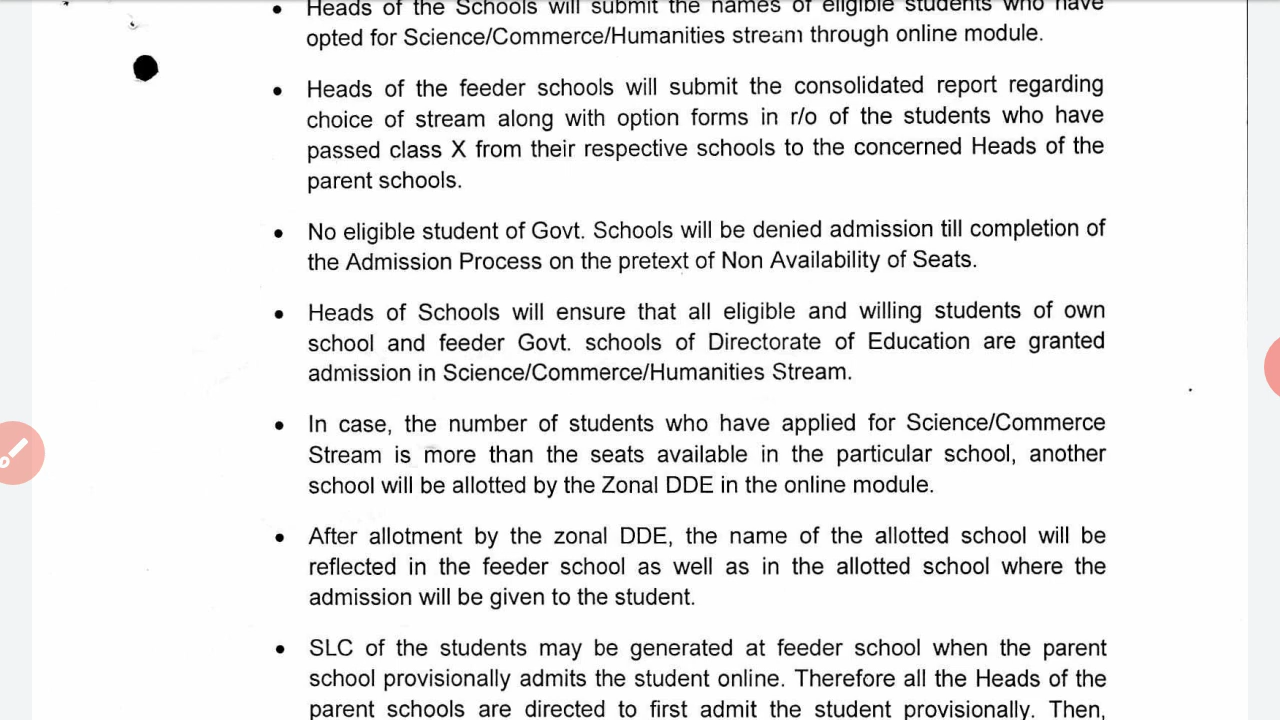 Heads of the Schools will submit the names of eligible students who have
opted for Science/Commerce/Humanities stream through online module.
Heads of the feeder schools will submit the consolidated report regarding
choice of stream along with option forms in r/o of the students who have
passed class X from their respective schools to the concerned Heads of the
parent schools.
No eligible student of Govt. Schools will be denied admission till completion of
the Admission Process on the pretext of Non Availability of Seats.
Heads of Schools will ensure that all eligible and willing students of own
school and feeder Govt. schools of Directorate of Education are granted
admission in Science/Commerce/Humanities Stream.
In case, the number of students who have applied for Science/Commerce
Stream is more than the seats available in the particular school, another
school will be allotted by the Zonal DDE in the online module.
After allotment by the zonal DDE, the name of the allotted school will be
reflected in the feeder school as well as in the allotted school where the
admission will be given to the student.
SLC of the students may be generated at feeder school when the parent
school provisionally admits the student online. Therefore all the Heads of the
parent schools are directed to first admit the student provisionally. Then,